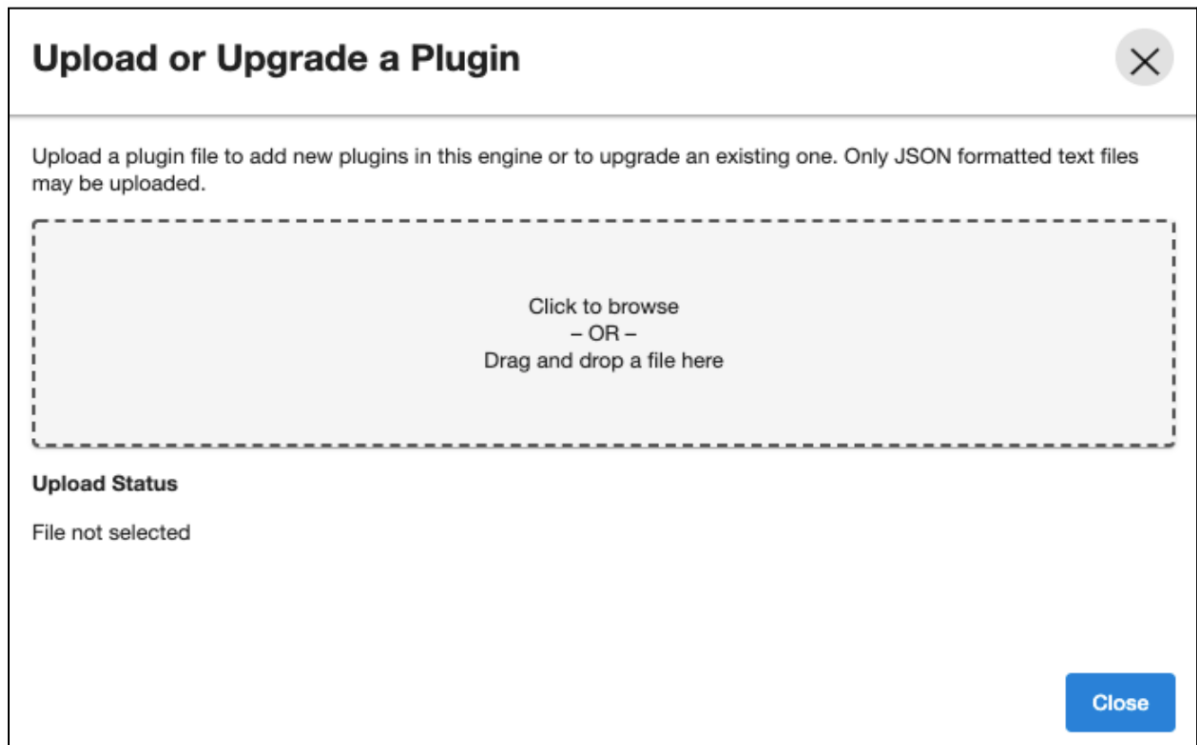 Upload or Upgrade a Plugin
Upload a plugin file to add new plugins in this engine or to upgrade an existing one. Only JSON formatted text files
may be uploaded.
Click to browse
– OR –
Drag and drop a file here
Upload Status
File not selected
Close